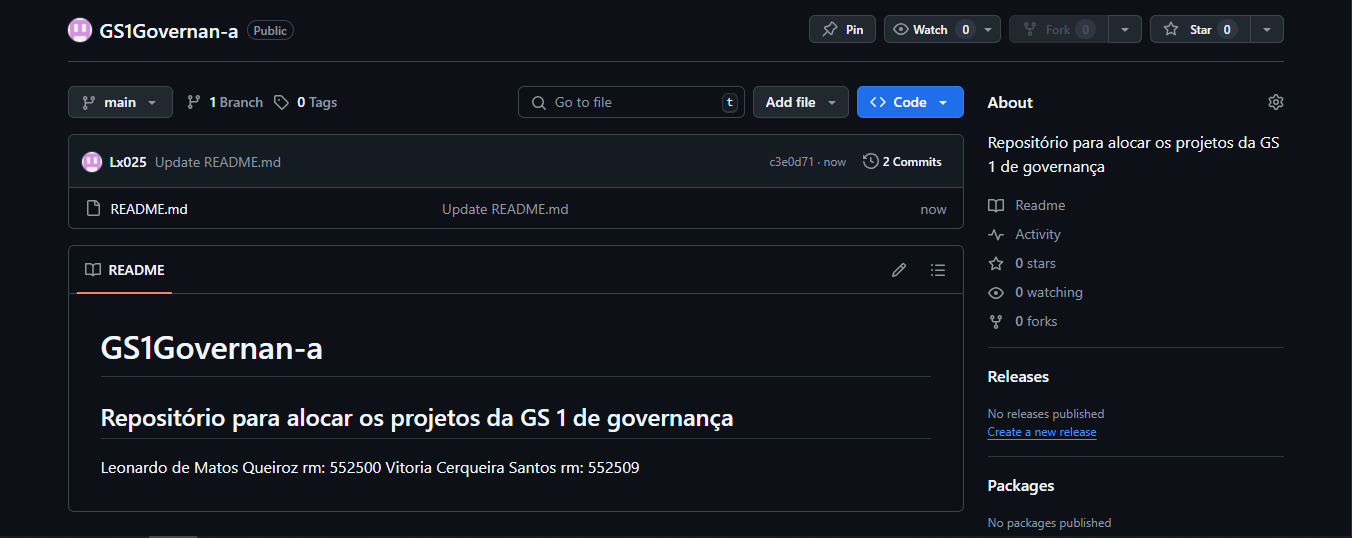 GS1Governan-a Public
Pin Watch 0 Fork 0 Star 0
main 1 Branch 0 Tags Go to file t Add file Code
Lx025 Update README.md c3e0d71 · now 2 Commits
README.md Update README.md now
README
GS1Governan-a
Repositório para alocar os projetos da GS 1 de governança
Leonardo de Matos Queiroz rm: 552500 Vitoria Cerqueira Santos rm: 552509
About
Repositório para alocar os projetos da GS
1 de governança
Readme
Activity
0 stars
0 watching
0 forks
Releases
No releases published
Create a new release
Packages
No packages published